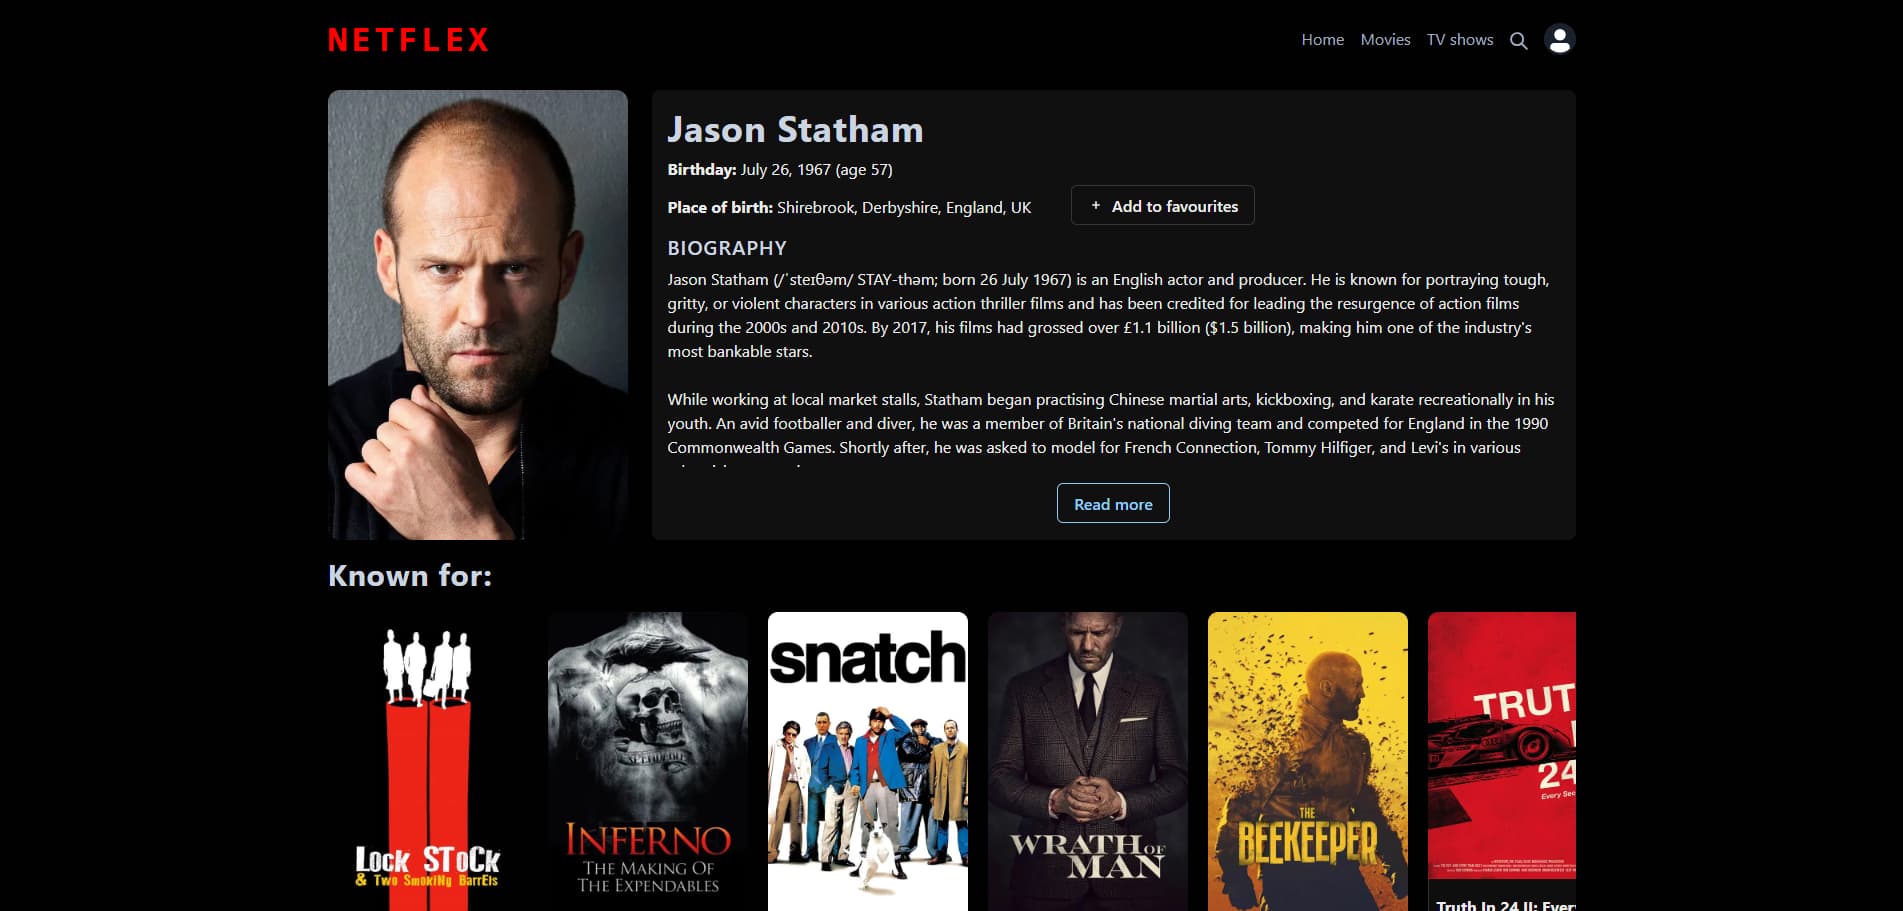 NETFLEX
Home Movies TV shows
Jason Statham
Birthday: July 26, 1967 (age 57)
Place of birth: Shirebrook, Derbyshire, England, UK
+ Add to favourites
BIOGRAPHY
Jason Statham (/ˈsteɪθəm/ STAY-thəm; born 26 July 1967) is an English actor and producer. He is known for portraying tough,
gritty, or violent characters in various action thriller films and has been credited for leading the resurgence of action films
during the 2000s and 2010s. By 2017, his films had grossed over £1.1 billion ($1.5 billion), making him one of the industry's
most bankable stars.
While working at local market stalls, Statham began practising Chinese martial arts, kickboxing, and karate recreationally in his
youth. An avid footballer and diver, he was a member of Britain's national diving team and competed for England in the 1990
Commonwealth Games. Shortly after, he was asked to model for French Connection, Tommy Hilfiger, and Levi's in various
Read more
Known for:
Lock STocK
& Two SmokiNg BarrEls
INFERNO
THE MAKING OF
THE EXPENDABLES
snatch
WRATH OF
MAN
THE
BEEKEEPER
TRUT
24
Every Sec
Truth In 24 II: Ever